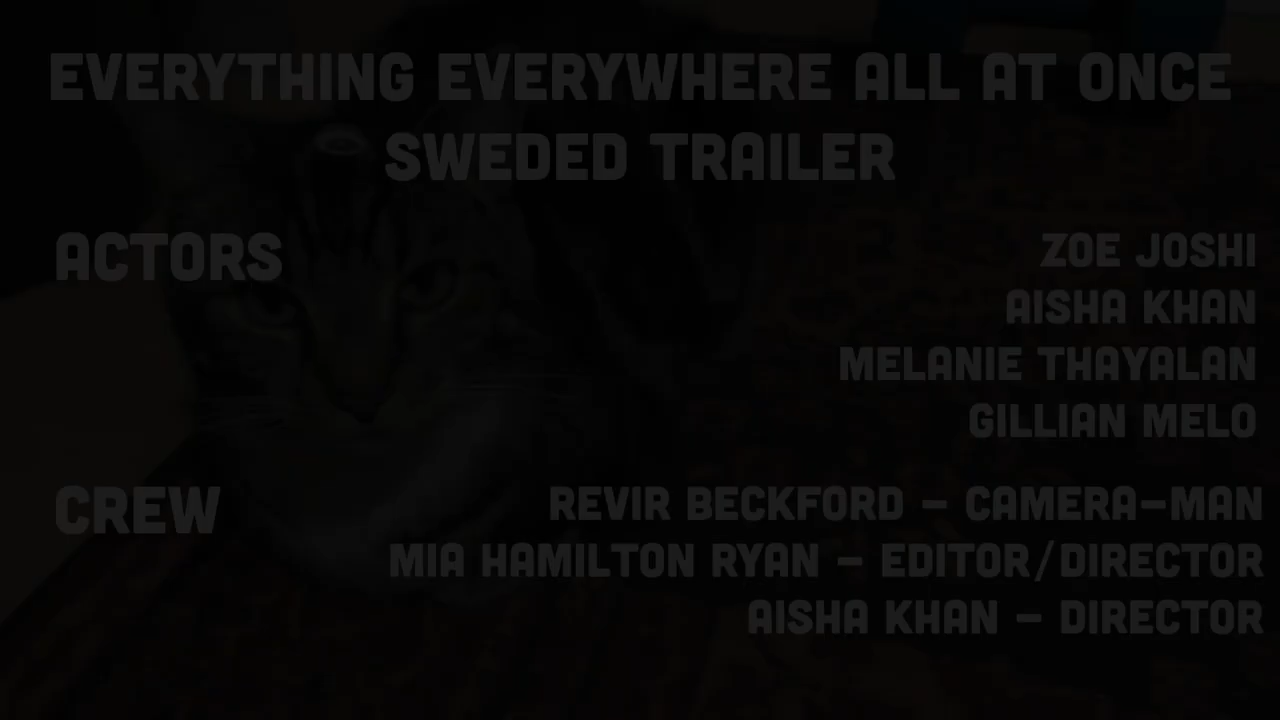 EVERYTHING EVERYWHERE ALL AT ONCE
SWEDED TRAILER
ACTORS
ZOE JOSHI
AISHA KHAN
MELANIE THAYALAN
GILLIAN MELO
CREW
REVIR BECKFORD - CAMERA-MAN
MIA HAMILTON RYAN - EDITOR/DIRECTOR
AISHA KHAN - DIRECTOR